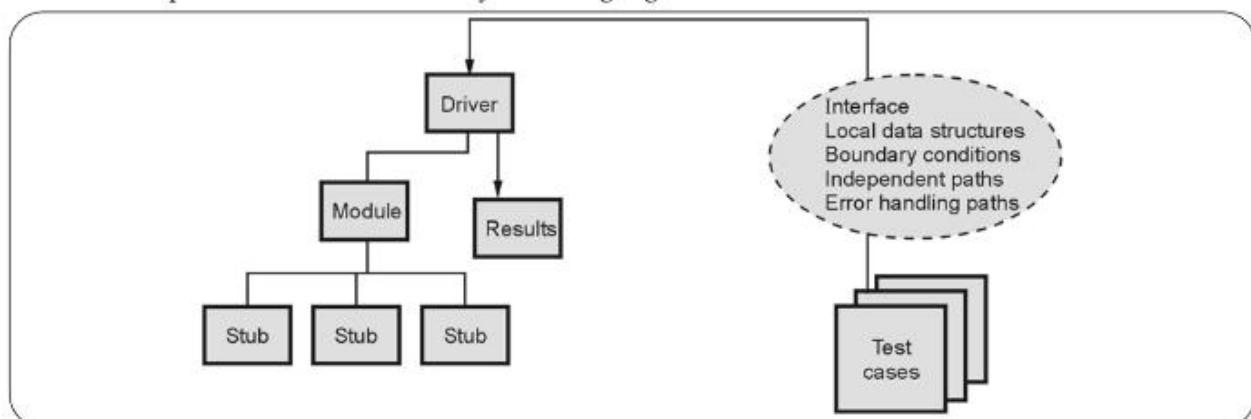 Driver
Interface
Local data structures
Boundary conditions
Independent paths
Error handling paths
Module
Results
Stub
Stub
Stub
Test
cases